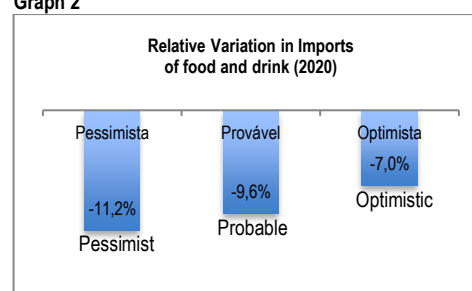 Graph 2
Relative Variation in Imports
of food and drink (2020)
Pessimista Provável Optimista
-11,2% -9,6% -7,0%
Pessimist Probable Optimistic